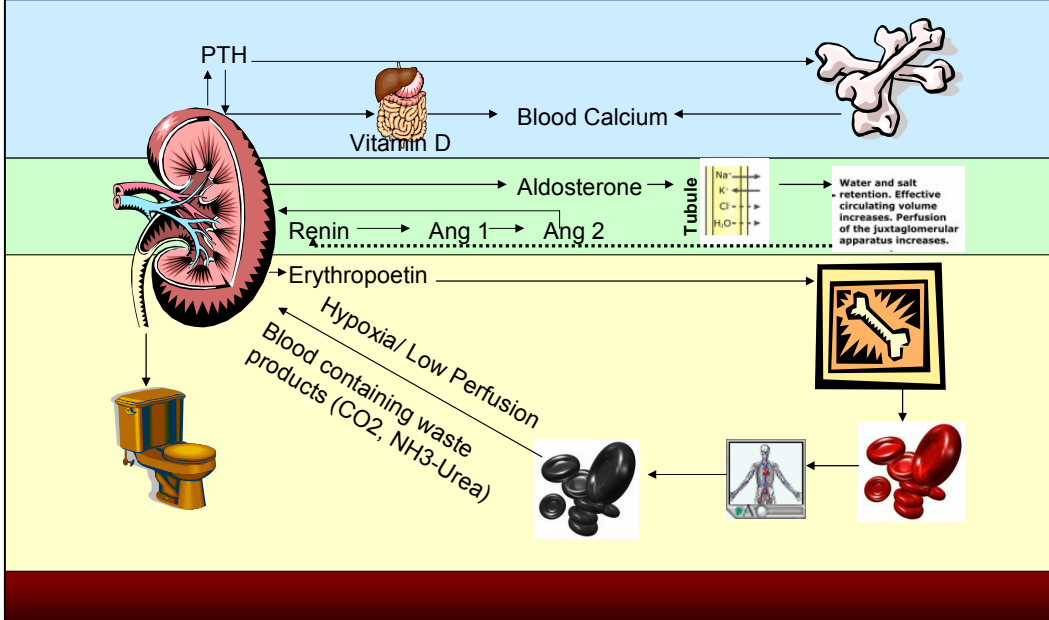 PTH
Blood Calcium
Vitamin D
Aldosterone
Tubule
Na⁺
K⁺
Cl⁻
H₂O
Water and salt
retention. Effective
circulating volume
increases. Perfusion
of the juxtaglomerular
apparatus increases.
Renin
Ang 1
Ang 2
Erythropoetin
Hypoxia/ Low Perfusion
Blood containing waste
products (CO2, NH3-Urea)
A